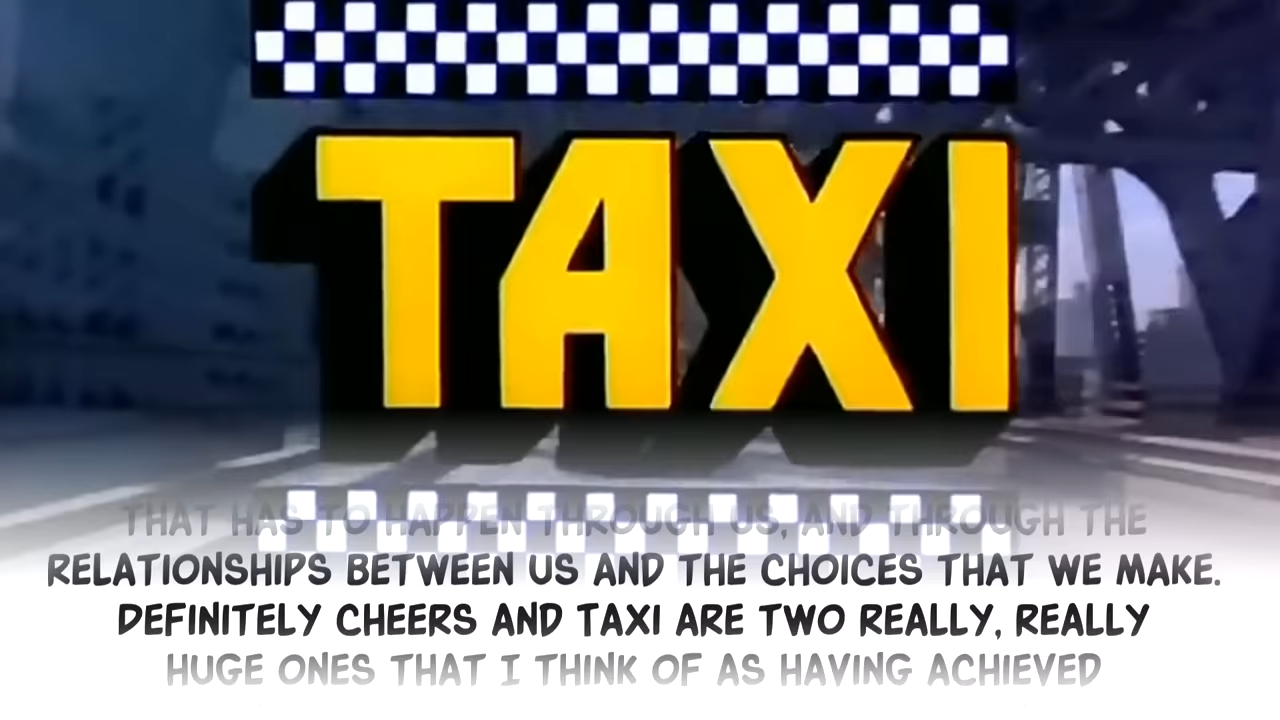 TAXI
THAT HAS TO HAPPEN THROUGH US, AND THROUGH THE
RELATIONSHIPS BETWEEN US AND THE CHOICES THAT WE MAKE.
DEFINITELY CHEERS AND TAXI ARE TWO REALLY, REALLY
HUGE ONES THAT I THINK OF AS HAVING ACHIEVED